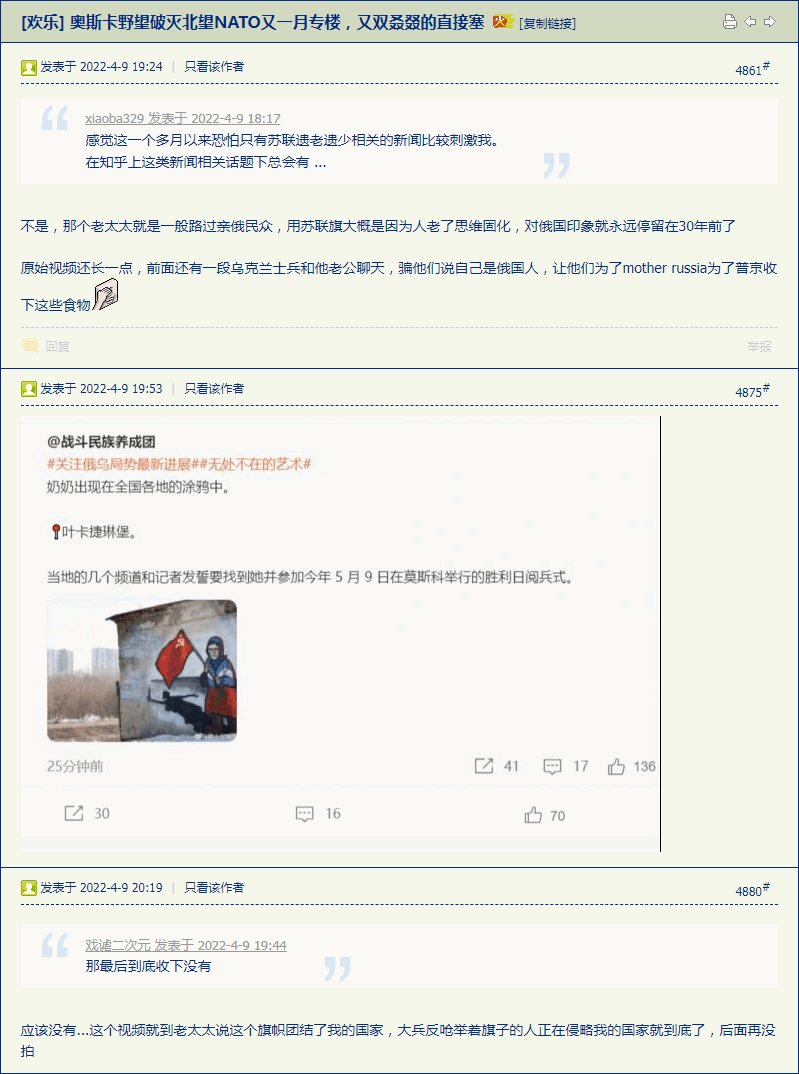 [欢乐] 奥斯卡野望破灭北望NATO又一月专楼，又双叒叕的直接塞 火 [复制链接]
发表于 2022-4-9 19:24 | 只看该作者
4861#
xiaoba329 发表于 2022-4-9 18:17
感觉这一个多月以来恐怕只有苏联遗老遗少相关的新闻比较刺激我。
在知乎上这类新闻相关话题下总会有 ...
不是，那个老太太就是一般路过亲俄民众，用苏联旗大概是因为人老了思维固化，对俄国印象就永远停留在30年前了
原始视频还长一点，前面还有一段乌克兰士兵和他老公聊天，骗他们说自己是俄国人，让他们为了mother russia为了普京收
下这些食物
回复
举报
发表于 2022-4-9 19:53 | 只看该作者
4875#
@战斗民族养成团
#关注俄乌局势最新进展##无处不在的艺术#
奶奶出现在全国各地的涂鸦中。
叶卡捷琳堡。
当地的几个频道和记者发誓要找到她并参加今年 5 月 9 日在莫斯科举行的胜利日阅兵式。
25分钟前
41 17 136
30 16 70
发表于 2022-4-9 20:19 | 只看该作者
4880#
戏谑二次元 发表于 2022-4-9 19:44
那最后到底收下没有
应该没有...这个视频就到老太太说这个旗帜团结了我的国家，大兵反呛举着旗子的人正在侵略我的国家就到底了，后面再没
拍